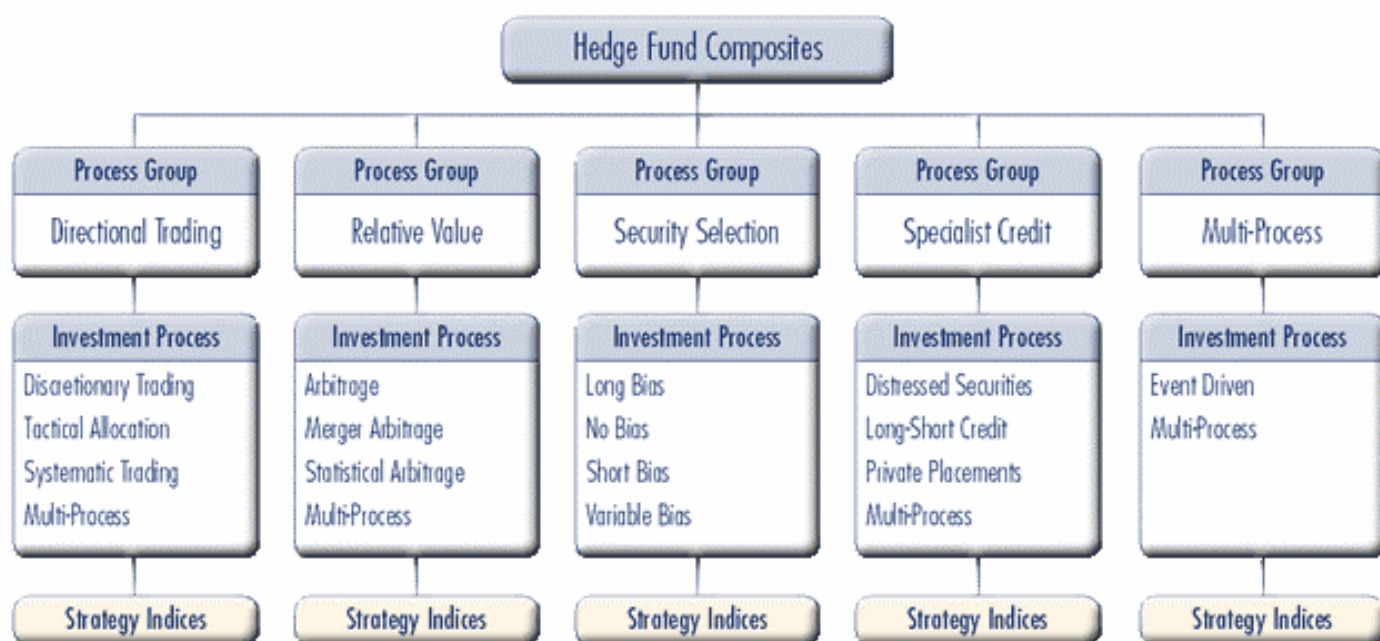 Hedge Fund Composites
Process Group
Directional Trading
Process Group
Relative Value
Process Group
Security Selection
Process Group
Specialist Credit
Process Group
Multi-Process
Investment Process
Discretionary Trading
Tactical Allocation
Systematic Trading
Multi-Process
Investment Process
Arbitrage
Merger Arbitrage
Statistical Arbitrage
Multi-Process
Investment Process
Long Bias
No Bias
Short Bias
Variable Bias
Investment Process
Distressed Securities
Long-Short Credit
Private Placements
Multi-Process
Investment Process
Event Driven
Multi-Process
Strategy Indices
Strategy Indices
Strategy Indices
Strategy Indices
Strategy Indices